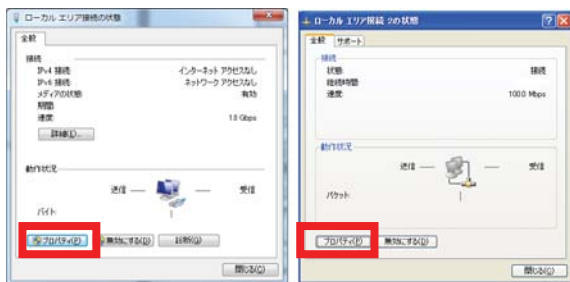 ローカル エリア接続の状態
全般
接続
IPv4 接続 インターネット アクセスなし
IPv6 接続 ネットワーク アクセスなし
メディアの状態 有効
期間
速度 1.0 Gbps
詳細(E)...
動作状況
送信 — — 受信
バイト
プロパティ(P) 無効にする(D) 診断(G)
閉じる(C)
ローカル エリア接続 2の状態
全般 サポート
接続
状態 接続
継続時間
速度 100.0 Mbps
動作状況
送信 — — 受信
パケット
プロパティ(P) 無効にする(D)
閉じる(C)